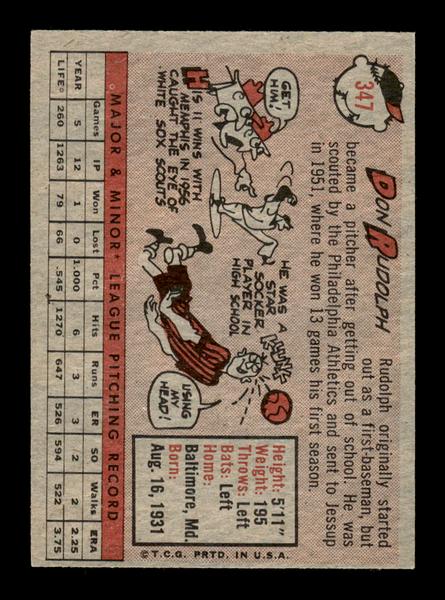 347
DON RUDOLPH
Rudolph originally started
out as a first-baseman, but
became a pitcher after getting out of school. He was
scouted by the Philadelphia Athletics and sent to Jessup
in 1951, where he won 13 games his first season.
GET
HIM!
HIS 11 WINS WITH
MEMPHIS IN 1956
CAUGHT THE EYE OF
WHITE SOX SCOUTS
HE WAS A
STAR
SOCKER
PLAYER IN
HIGH SCHOOL
PLUNK
USING
MY
HEAD!
Height: 5'11"
Weight: 195
Throws: Left
Bats: Left
Home:
Baltimore, Md.
Born:
Aug. 16, 1931
MAJOR & MINOR* LEAGUE PITCHING RECORD
Games IP Won Lost Pct Hits Runs ER SO Walks ERA
YEAR 5 12 1 0 1.000 6 3 3 2 2 2.25
LIFE° 260 1263 79 66 .545 1270 647 526 594 522 3.75
©T.C.G. PRTD. IN U.S.A.